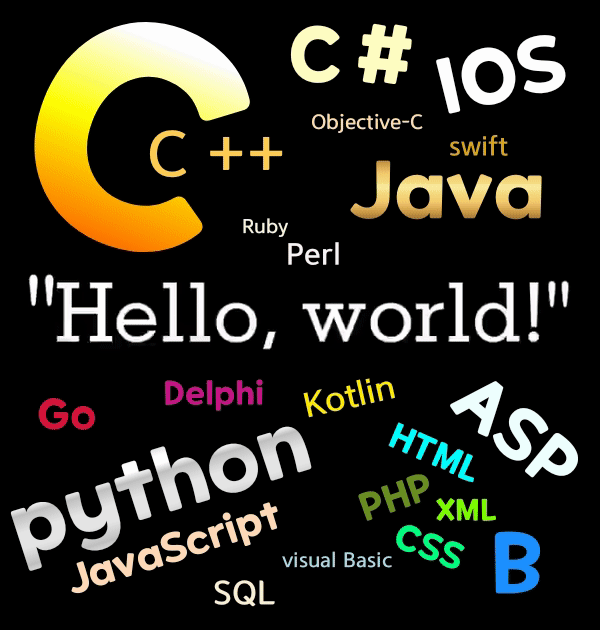 C
C#
IOS
Objective-C
C ++
swift
Java
Ruby
Perl
"Hello, world!"
Go
Delphi
Kotlin
ASP
HTML
python
PHP
XML
JavaScript
CSS
visual Basic
B
SQL